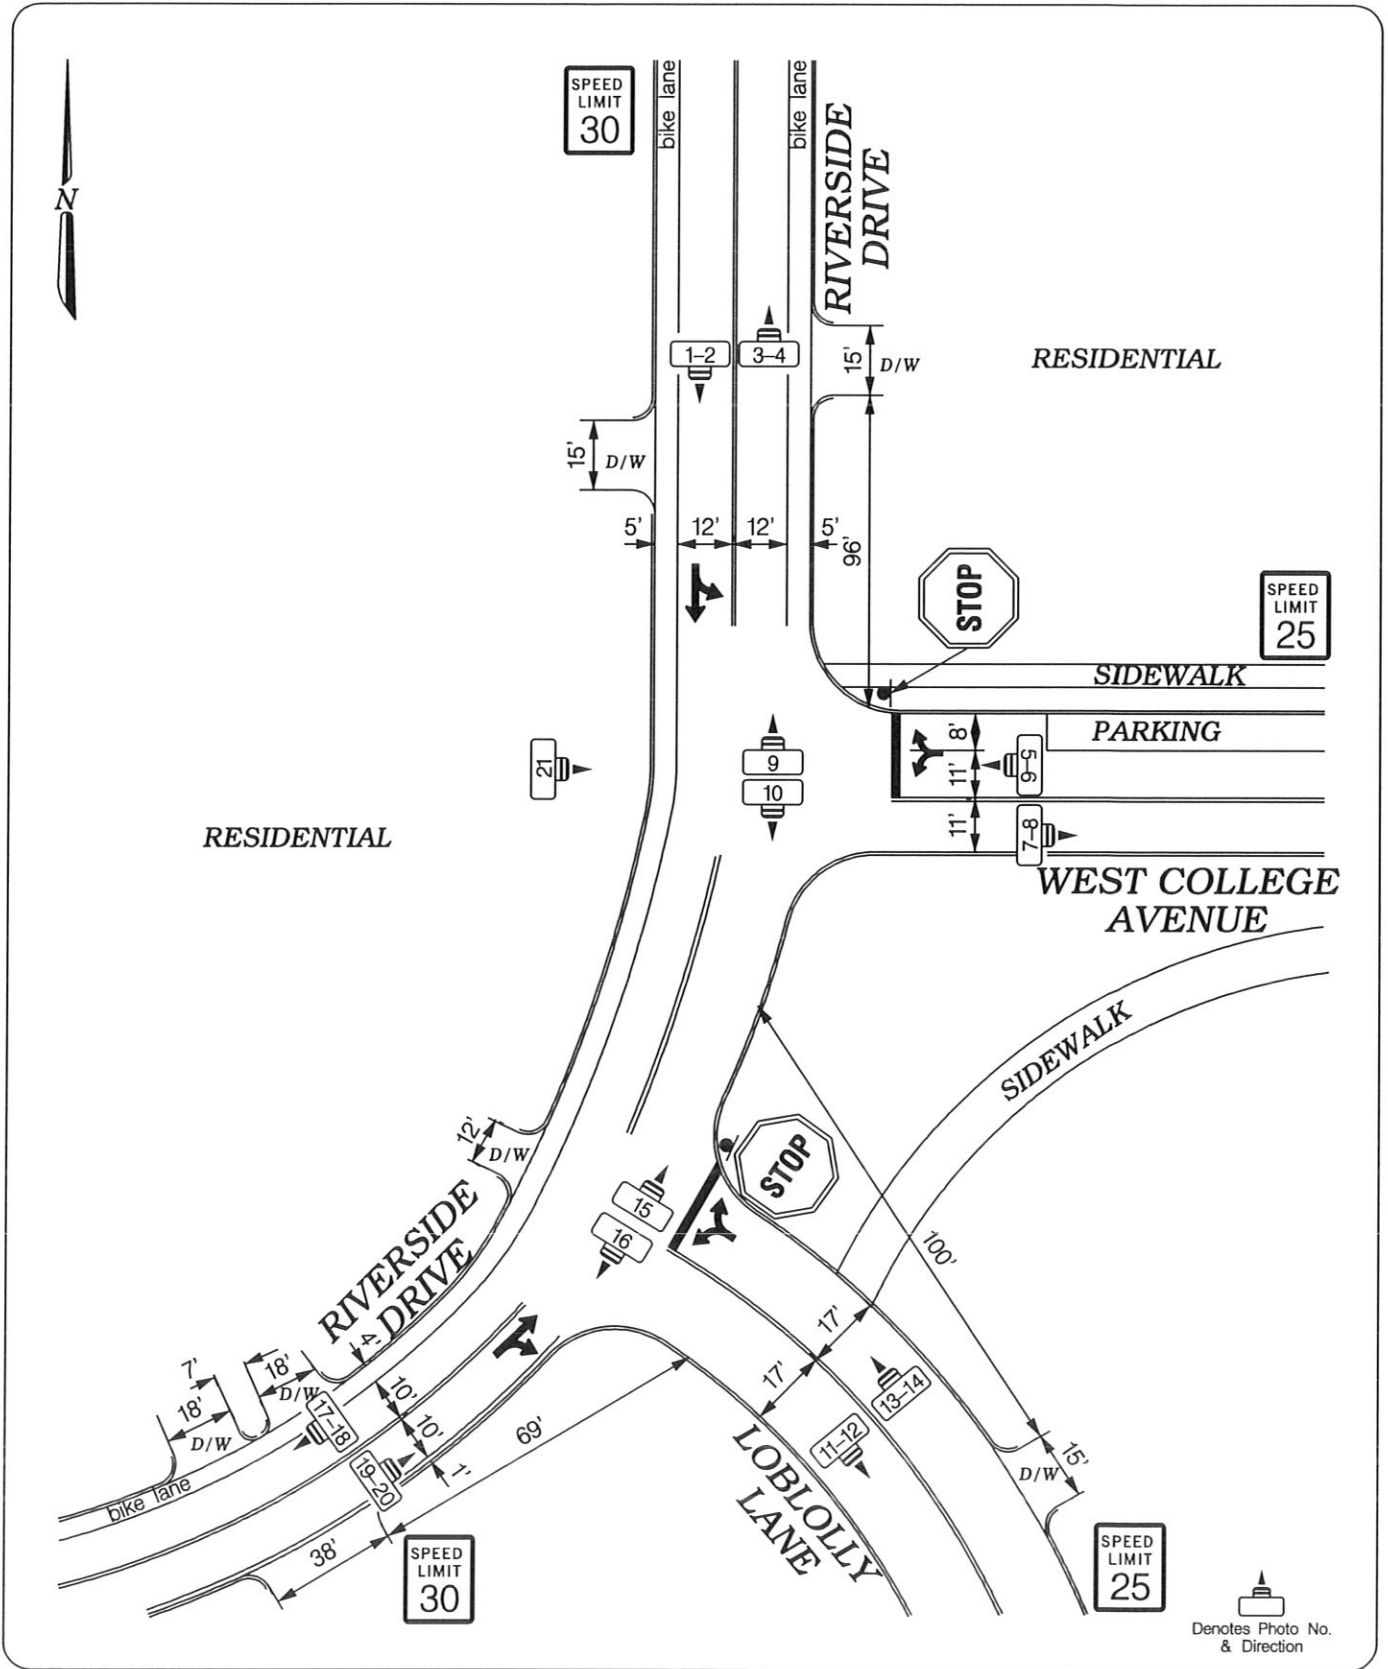 SPEED
LIMIT
30
bike lane
bike lane
RIVERSIDE
DRIVE
N
1–2
3–4
15'
D/W
RESIDENTIAL
15'
D/W
5'
12'
12'
5'
96'
STOP
SPEED
LIMIT
25
SIDEWALK
PARKING
8'
5–6
11'
21
9
10
11'
7–8
RESIDENTIAL
WEST COLLEGE
AVENUE
SIDEWALK
12'
D/W
STOP
15
16
RIVERSIDE
DRIVE
100'
4'
7'
18'
D/W
18'
D/W
17–18
10'
10'
19–20
1'
69'
17'
17'
13–14
11–12
LOBLOLLY
LANE
15'
D/W
bike lane
38'
SPEED
LIMIT
30
SPEED
LIMIT
25
Denotes Photo No.
& Direction